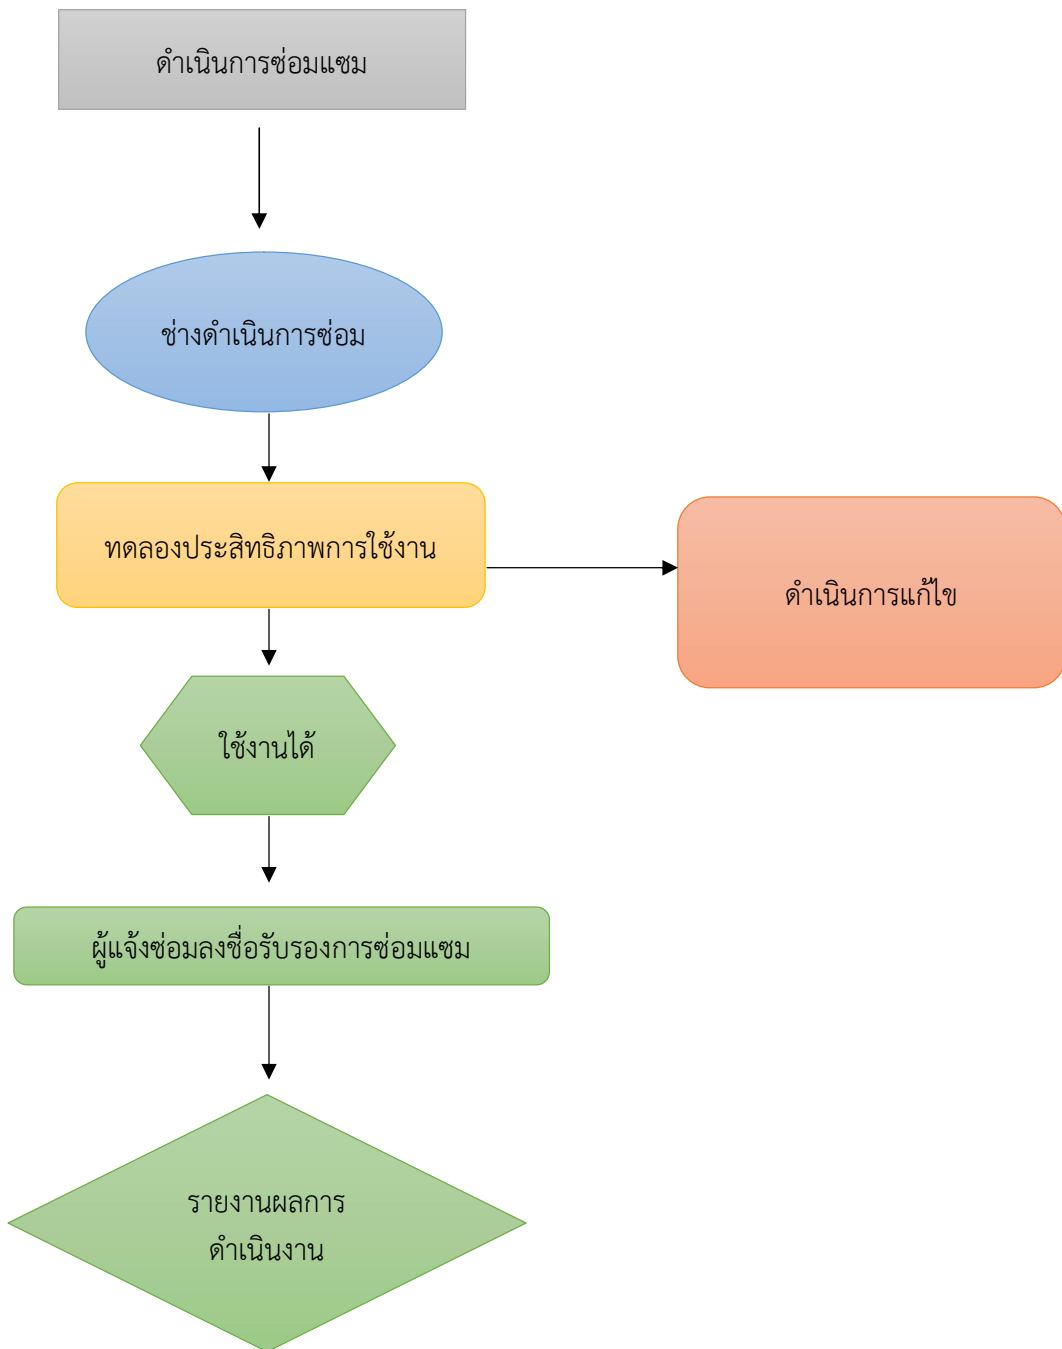 ดำเนินการซ่อมแซม
ช่างดำเนินการซ่อม
ทดลองประสิทธิภาพการใช้งาน
ดำเนินการแก้ไข
ใช้งานได้
ผู้แจ้งซ่อมลงชื่อรับรองการซ่อมแซม
รายงานผลการ
ดำเนินงาน